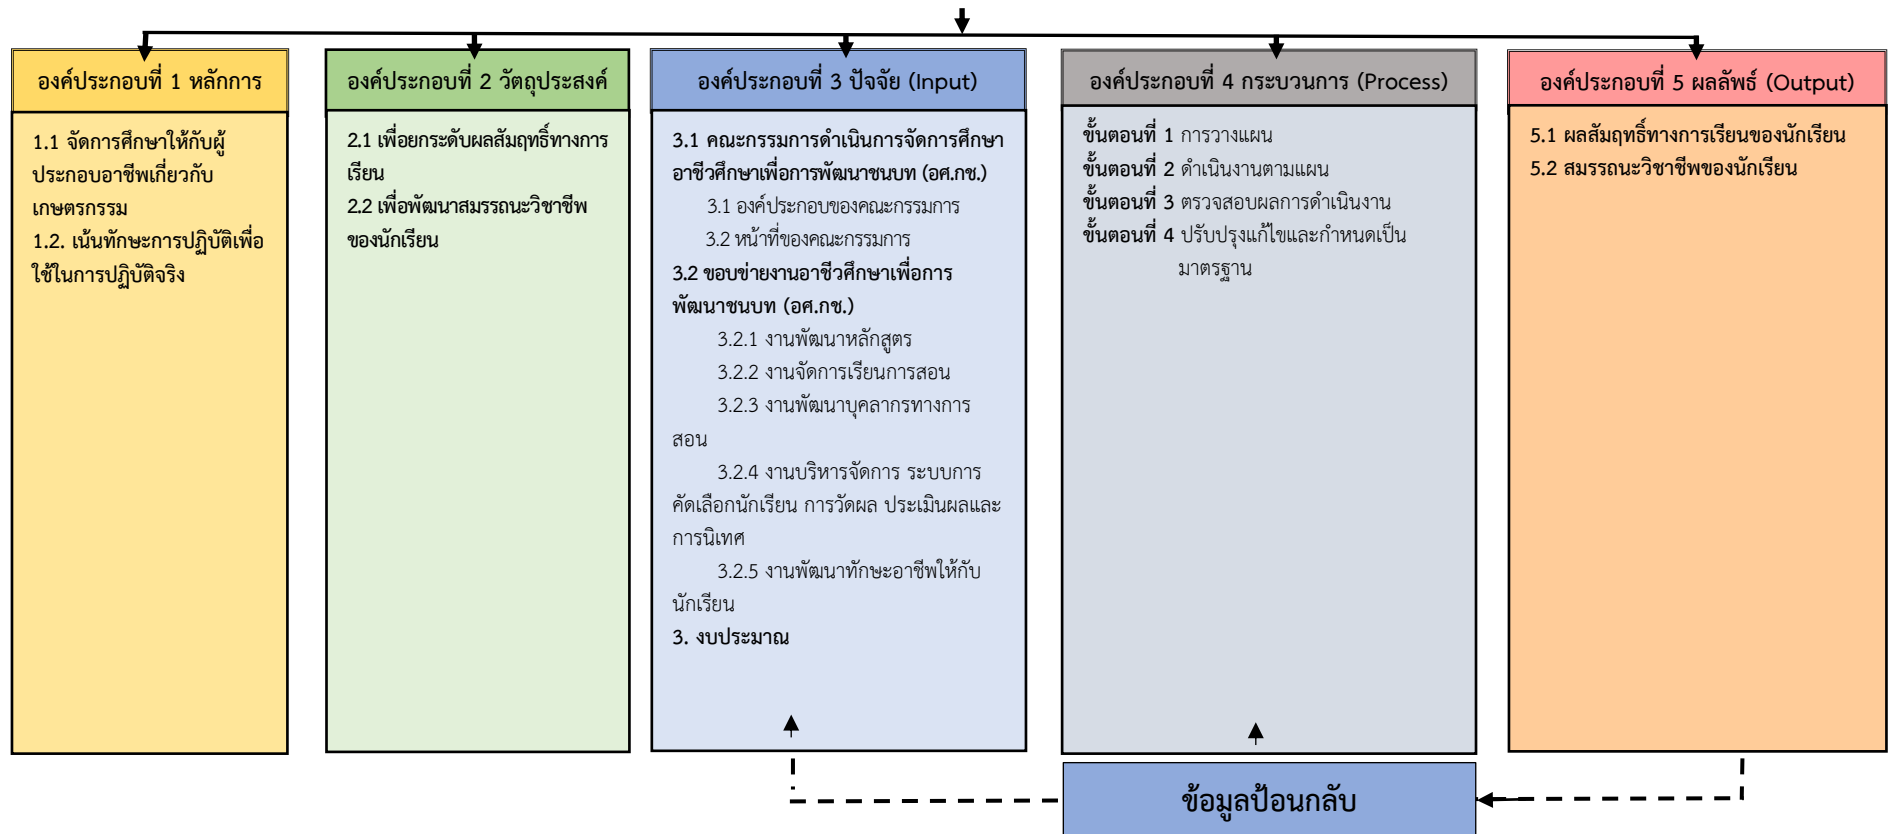 องค์ประกอบที่ 1 หลักการ
1.1 จัดการศึกษาให้กับผู้
ประกอบอาชีพเกี่ยวกับ
เกษตรกรรม
1.2. เน้นทักษะการปฏิบัติเพื่อ
ใช้ในการปฏิบัติจริง
องค์ประกอบที่ 2 วัตถุประสงค์
2.1 เพื่อยกระดับผลสัมฤทธิ์ทางการ
เรียน
2.2 เพื่อพัฒนาสมรรถนะวิชาชีพ
ของนักเรียน
องค์ประกอบที่ 3 ปัจจัย (Input)
3.1 คณะกรรมการดำเนินการจัดการศึกษา
อาชีวศึกษาเพื่อการพัฒนาชนบท (อศ.กช.)
3.1 องค์ประกอบของคณะกรรมการ
3.2 หน้าที่ของคณะกรรมการ
3.2 ขอบข่ายงานอาชีวศึกษาเพื่อการ
พัฒนาชนบท (อศ.กช.)
3.2.1 งานพัฒนาหลักสูตร
3.2.2 งานจัดการเรียนการสอน
3.2.3 งานพัฒนาบุคลากรทางการ
สอน
3.2.4 งานบริหารจัดการ ระบบการ
คัดเลือกนักเรียน การวัดผล ประเมินผลและ
การนิเทศ
3.2.5 งานพัฒนาทักษะอาชีพให้กับ
นักเรียน
3. งบประมาณ
องค์ประกอบที่ 4 กระบวนการ (Process)
ขั้นตอนที่ 1 การวางแผน
ขั้นตอนที่ 2 ดำเนินงานตามแผน
ขั้นตอนที่ 3 ตรวจสอบผลการดำเนินงาน
ขั้นตอนที่ 4 ปรับปรุงแก้ไขและกำหนดเป็น
มาตรฐาน
องค์ประกอบที่ 5 ผลลัพธ์ (Output)
5.1 ผลสัมฤทธิ์ทางการเรียนของนักเรียน
5.2 สมรรถนะวิชาชีพของนักเรียน
ข้อมูลป้อนกลับ